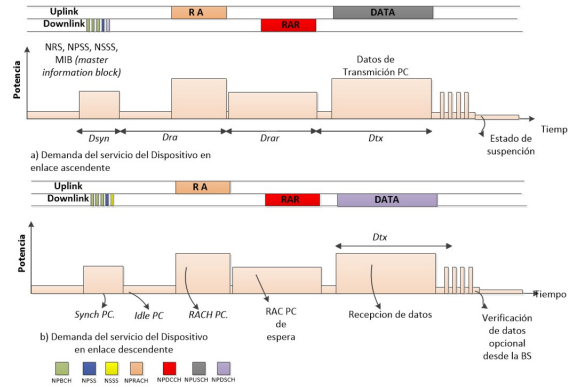 Uplink
R A
DATA
Downlink
RAR
NRS, NPSS, NSSS,
MIB (master
information block)
Datos de
Transmición PC
Potencia
Tiemp
Dsyn
Dra
Drar
Dtx
Estado de
suspención
a) Demanda del servicio del Dispositivo en
enlace ascendente
Uplink
R A
Downlink
RAR
DATA
Dtx
Potencia
Tiempo
Synch PC.
Idle PC
RACH PC.
RAC PC
de
espera
Recepcion de datos
Verificación
de datos
opcional
desde la BS
b) Demanda del servicio del Dispositivo
en enlace descendente
NPBCH
NPSS
NSSS
NPRACH
NPDCCH
NPUSCH
NPDSCH